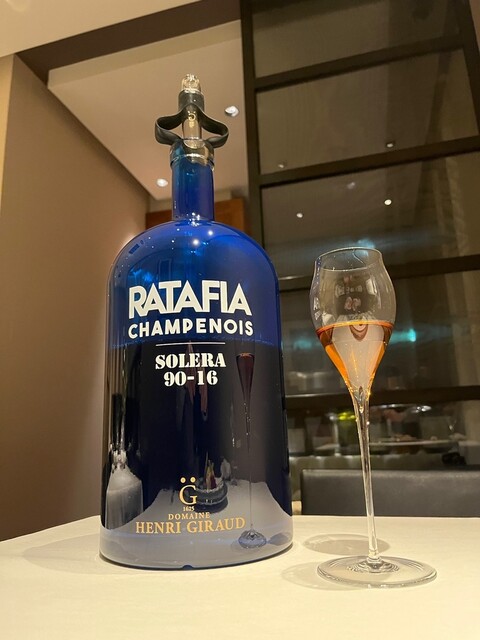 RATAFIA
CHAMPENOIS
SOLERA
90-16
G
1625
DOMAINE
HENRI·GIRAUD